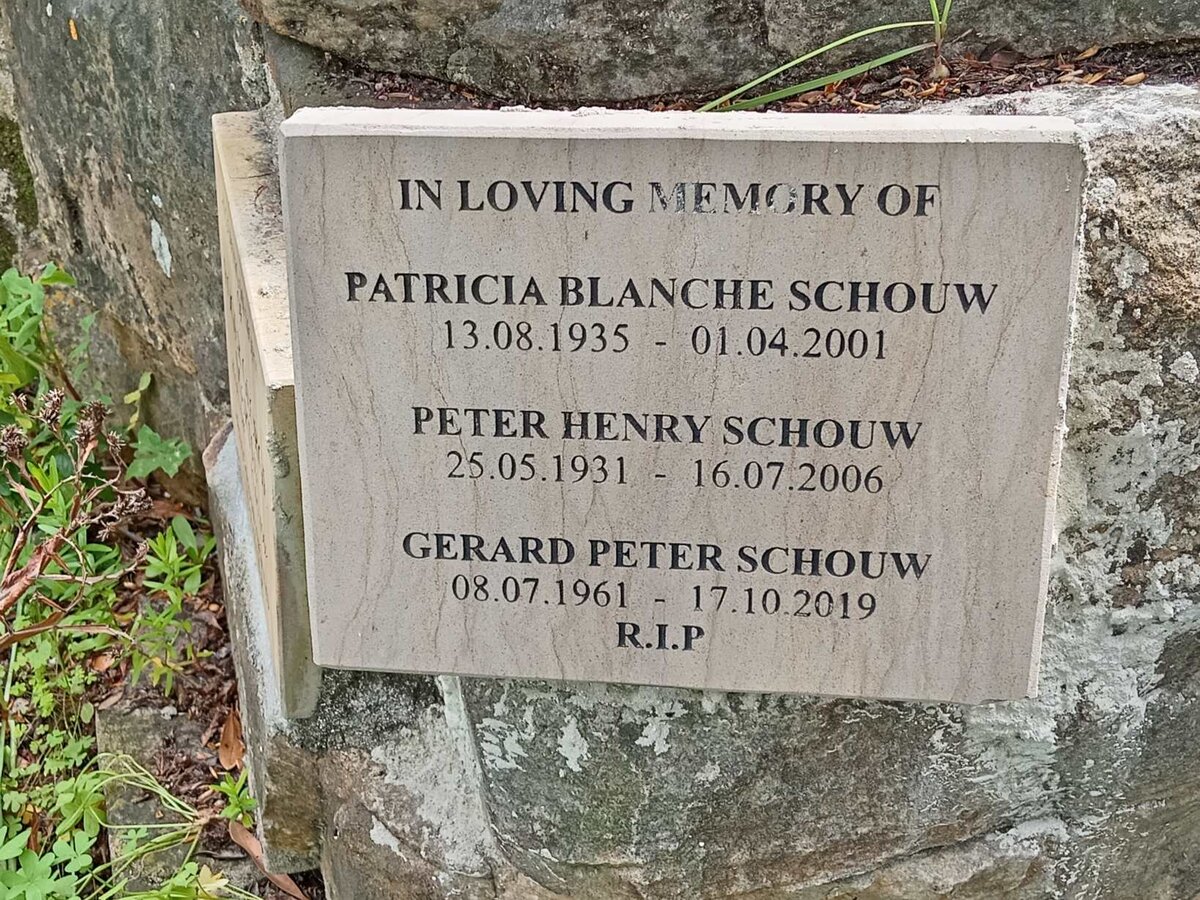 IN LOVING MEMORY OF
PATRICIA BLANCHE SCHOUW
13.08.1935 - 01.04.2001
PETER HENRY SCHOUW
25.05.1931 - 16.07.2006
GERARD PETER SCHOUW
08.07.1961 - 17.10.2019
R.I.P